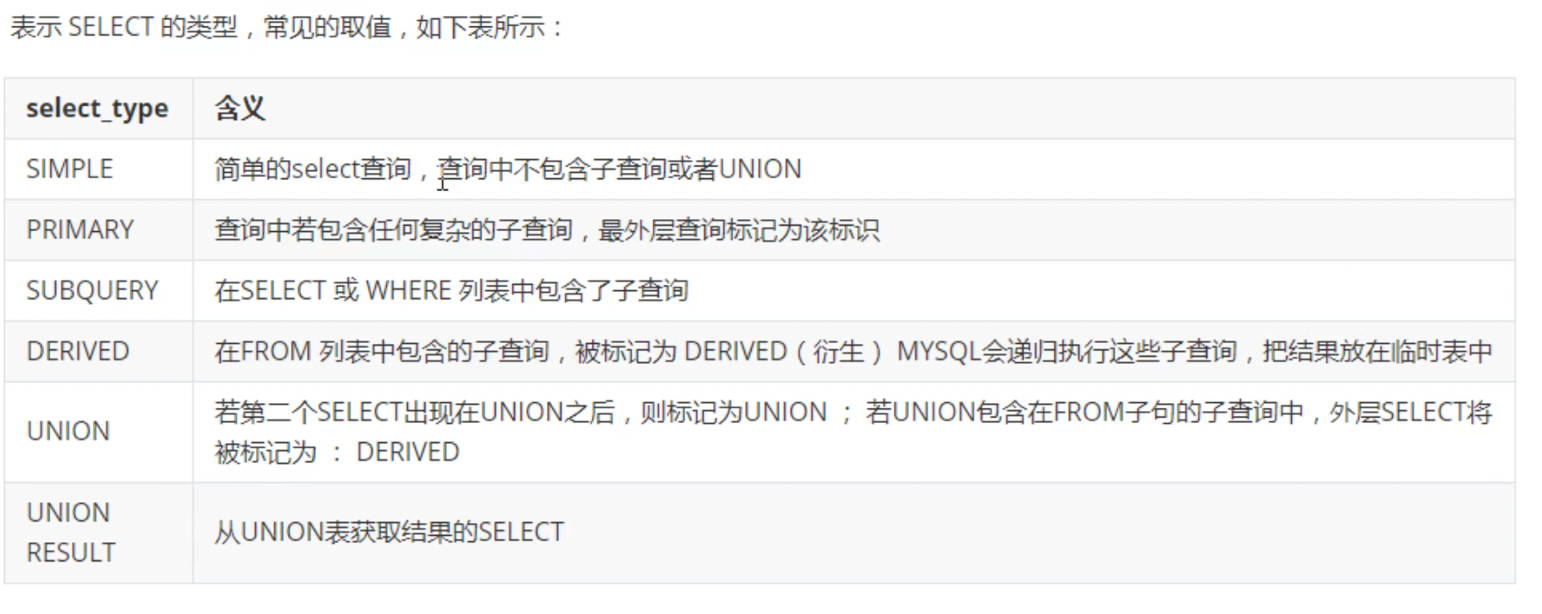 表示 SELECT 的类型，常见的取值，如下表所示：
select_type 含义
SIMPLE 简单的select查询，查询中不包含子查询或者UNION
PRIMARY 查询中若包含任何复杂的子查询，最外层查询标记为该标识
SUBQUERY 在SELECT 或 WHERE 列表中包含了子查询
DERIVED 在FROM 列表中包含的子查询，被标记为 DERIVED（衍生） MYSQL会递归执行这些子查询，把结果放在临时表中
UNION 若第二个SELECT出现在UNION之后，则标记为UNION ； 若UNION包含在FROM子句的子查询中，外层SELECT将
被标记为 ： DERIVED
UNION
RESULT 从UNION表获取结果的SELECT